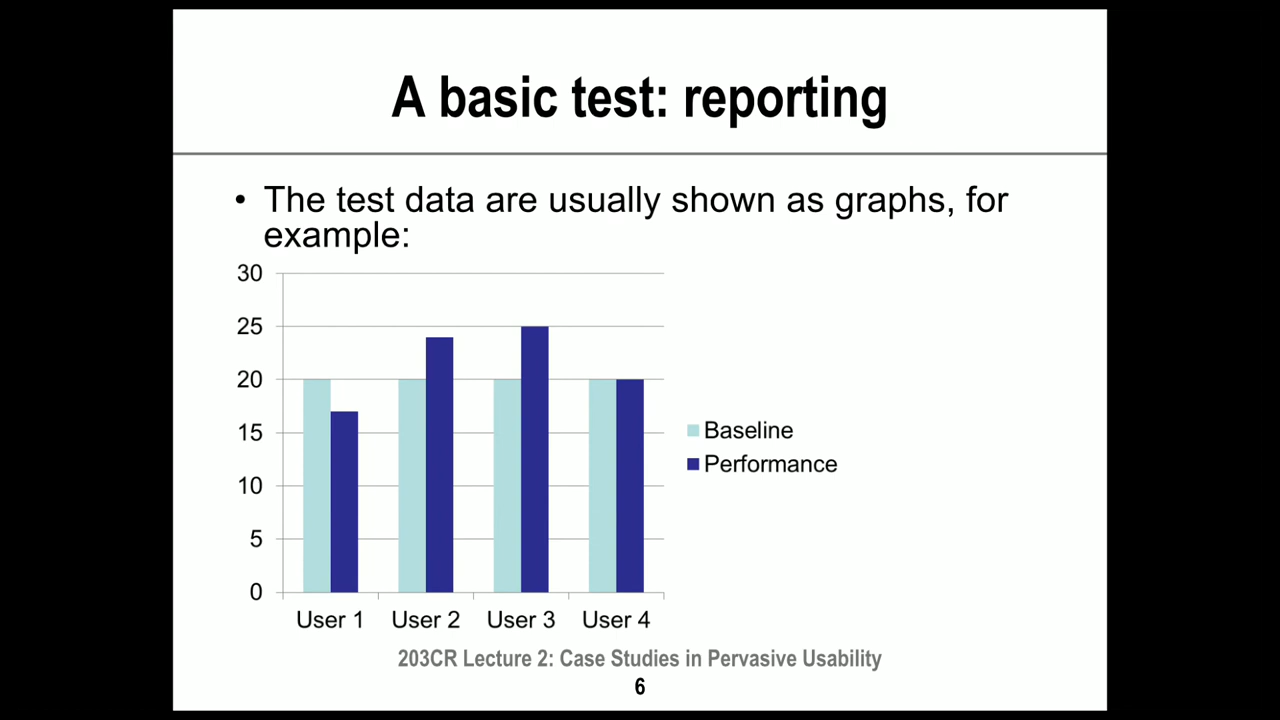 A basic test: reporting
• The test data are usually shown as graphs, for
example:
30
25
20
15
10
5
0
User 1 User 2 User 3 User 4
Baseline
Performance
203CR Lecture 2: Case Studies in Pervasive Usability
6